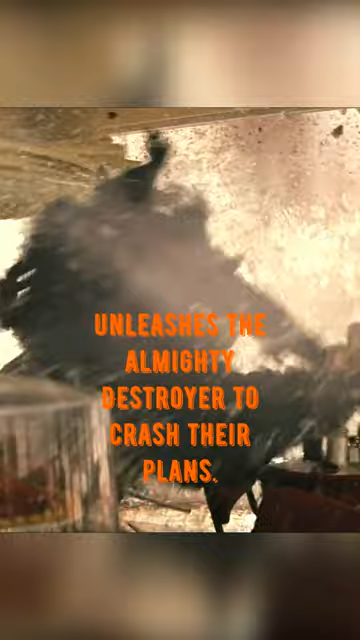 UNLEASHES THE
ALMIGHTY
DESTROYER TO
CRASH THEIR
PLANS.